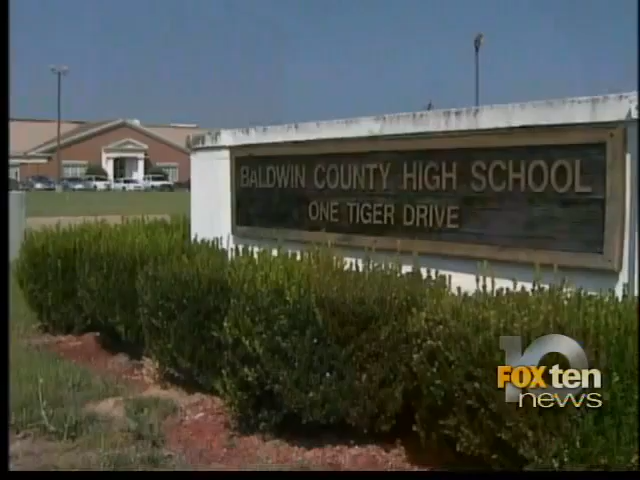 BALDWIN COUNTY HIGH SCHOOL
ONE TIGER DRIVE
10
FOX ten
news